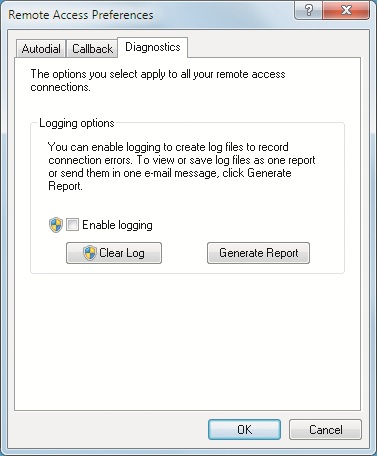 Remote Access Preferences
Autodial Callback Diagnostics
The options you select apply to all your remote access
connections.
Logging options
You can enable logging to create log files to record
connection errors. To view or save log files as one report
or send them in one e-mail message, click Generate
Report.
Enable logging
Clear Log Generate Report
OK Cancel